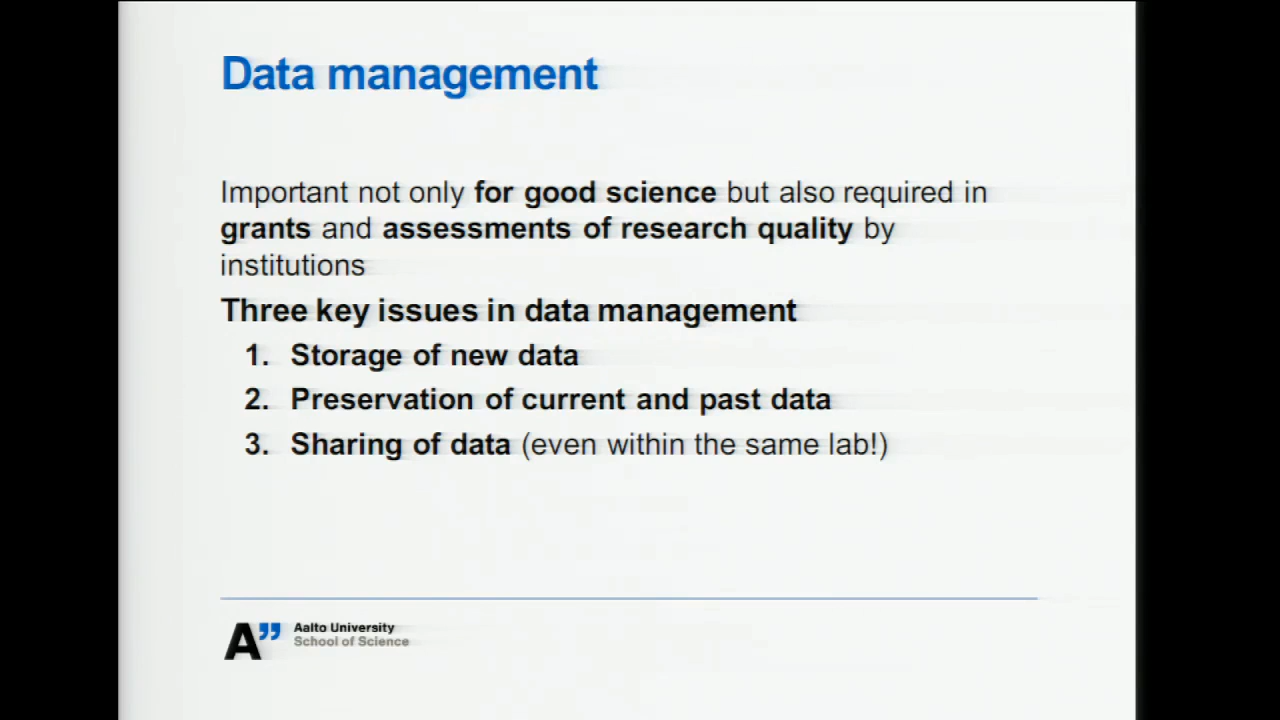 Data management
Important not only for good science but also required in
grants and assessments of research quality by
institutions
Three key issues in data management
1. Storage of new data
2. Preservation of current and past data
3. Sharing of data (even within the same lab!)
A”
Aalto University
School of Science